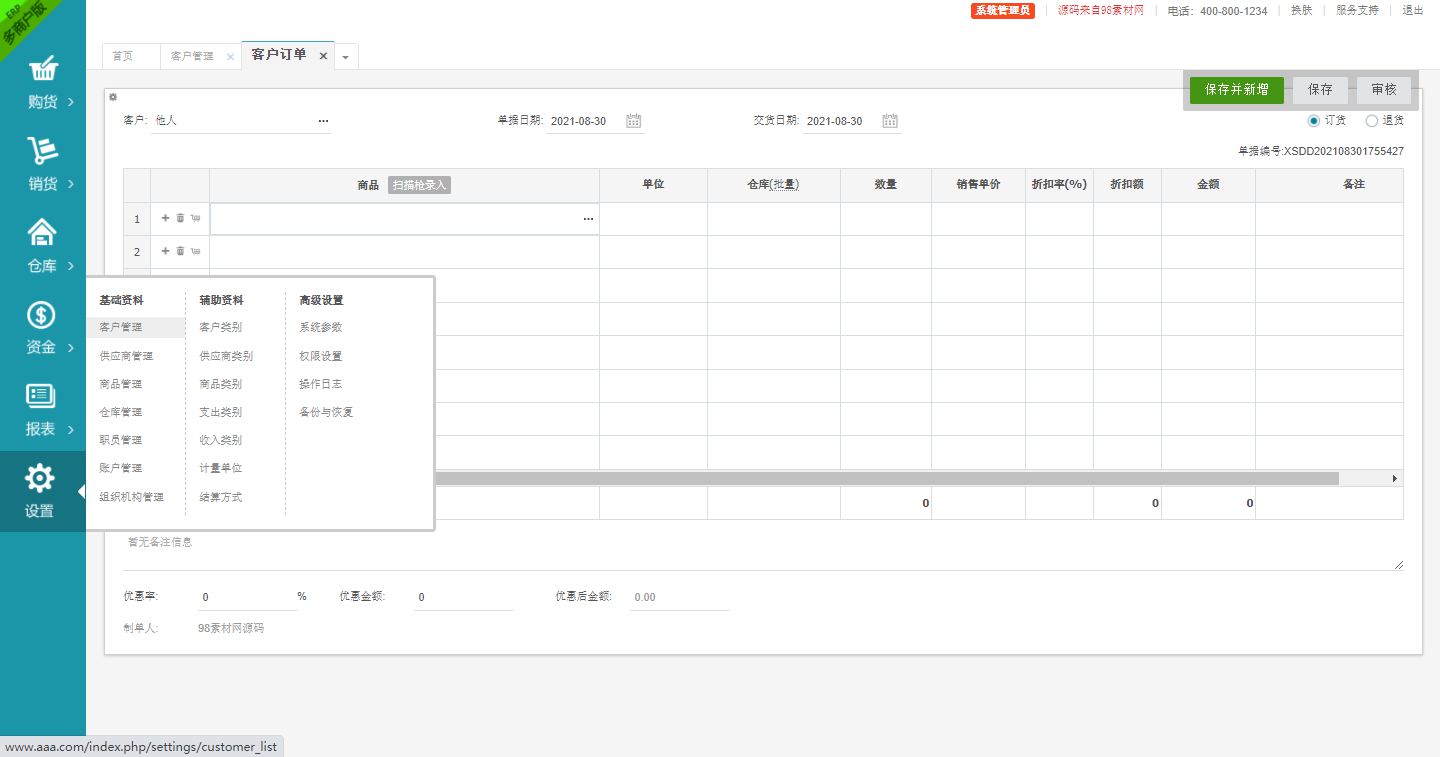 ERP
多商户版
系统管理员
源码来自98素材网
电话：400-800-1234
换肤
服务支持
退出
首页
客户管理
客户订单
保存并新增
保存
审核
购货
销货
仓库
资金
报表
设置
客户:
他人
...
单据日期:
2021-08-30
交货日期:
2021-08-30
订货
退货
单据编号:XSDD202108301755427
商品
扫描枪录入
单位
仓库(批量)
数量
销售单价
折扣率(%)
折扣额
金额
备注
1
...
2
基础资料
客户管理
供应商管理
商品管理
仓库管理
职员管理
账户管理
组织机构管理
辅助资料
客户类别
供应商类别
商品类别
支出类别
收入类别
计量单位
结算方式
高级设置
系统参数
权限设置
操作日志
备份与恢复
0
0
0
暂无备注信息
优惠率:
0
%
优惠金额:
0
优惠后金额:
0.00
制单人:
98素材网源码
www.aaa.com/index.php/settings/customer_list